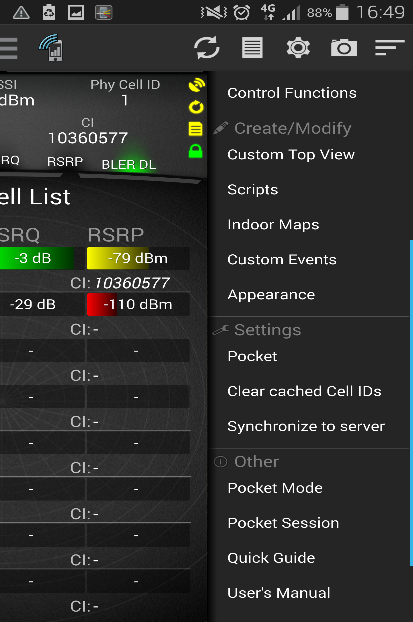 4G 88% 16:49
SSI Phy Cell ID
dBm 1
CI
10360577
RQ RSRP BLER DL
ell List
SRQ RSRP
-3 dB -79 dBm
CI: 10360577
-29 dB -110 dBm
CI: -
- -
CI: -
- -
CI: -
- -
CI: -
- -
CI: -
- -
CI: -
- -
CI: -
Control Functions
Create/Modify
Custom Top View
Scripts
Indoor Maps
Custom Events
Appearance
Settings
Pocket
Clear cached Cell IDs
Synchronize to server
Other
Pocket Mode
Pocket Session
Quick Guide
User's Manual